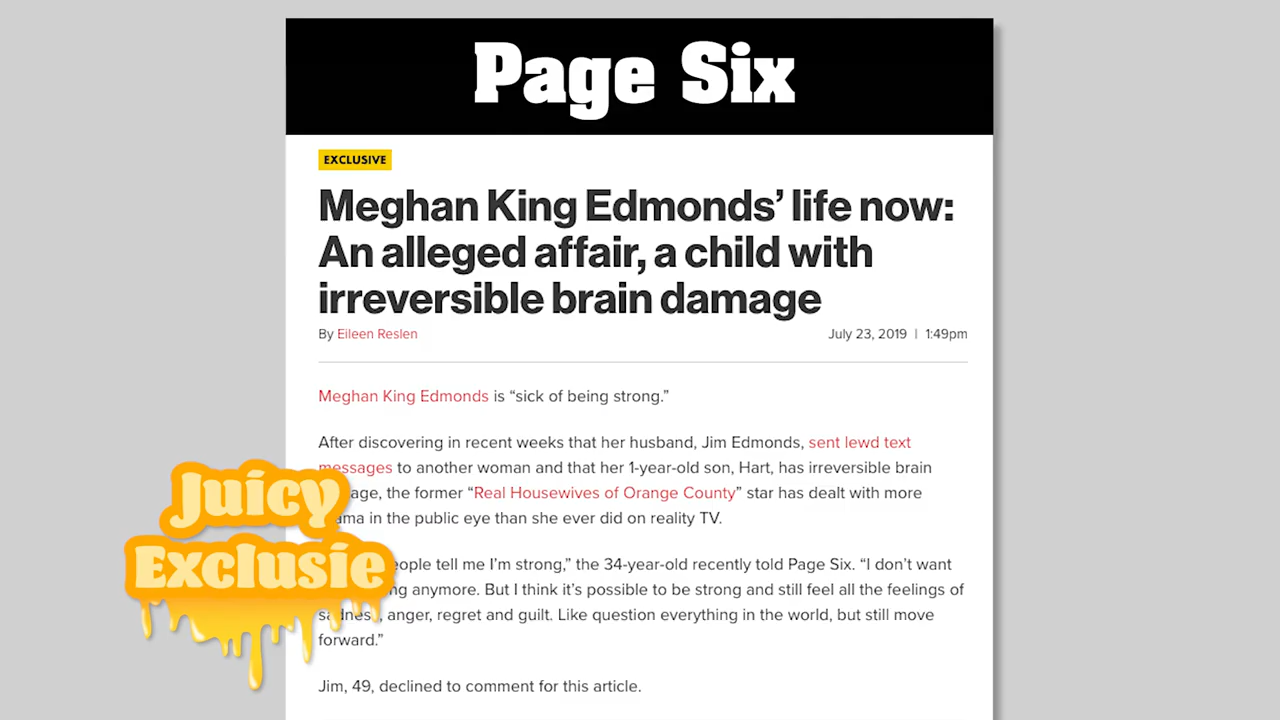 Page Six
EXCLUSIVE
Meghan King Edmonds’ life now:
An alleged affair, a child with
irreversible brain damage
By Eileen Reslen
July 23, 2019 | 1:49pm
Meghan King Edmonds is “sick of being strong.”
After discovering in recent weeks that her husband, Jim Edmonds, sent lewd text
messages to another woman and that her 1-year-old son, Hart, has irreversible brain
age, the former “Real Housewives of Orange County” star has dealt with more
ama in the public eye than she ever did on reality TV.
eople tell me I’m strong,” the 34-year-old recently told Page Six. “I don’t want
ng anymore. But I think it’s possible to be strong and still feel all the feelings of
sadness, anger, regret and guilt. Like question everything in the world, but still move
forward.”
Jim, 49, declined to comment for this article.
Juicy
Exclusie